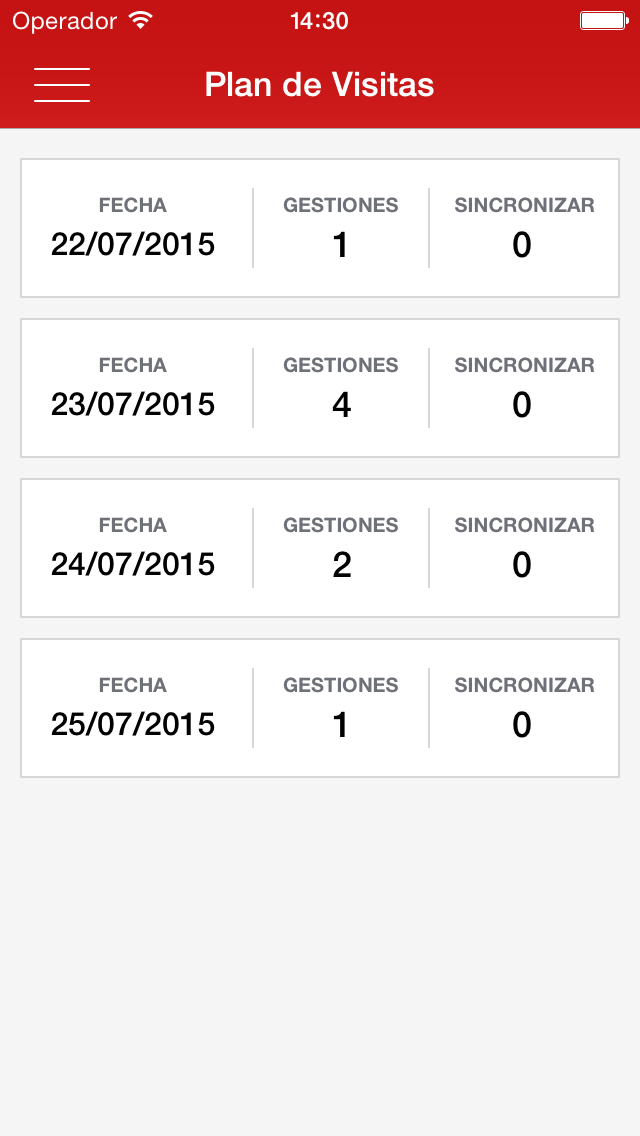 Operador 14:30
Plan de Visitas
FECHA GESTIONES SINCRONIZAR
22/07/2015 1 0
FECHA GESTIONES SINCRONIZAR
23/07/2015 4 0
FECHA GESTIONES SINCRONIZAR
24/07/2015 2 0
FECHA GESTIONES SINCRONIZAR
25/07/2015 1 0